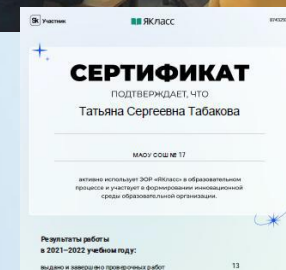 Sk Участник
ЯКласс
СЕРТИФИКАТ
ПОДТВЕРЖДАЕТ, ЧТО
Татьяна Сергеевна Табакова
МАОУ СОШ № 17
активно использует ЭОР «ЯКласс» в образовательном
процессе и участвует в формировании инновационной
среды образовательной организации.
Результаты работы
в 2021–2022 учебном году:
выдано и завершено проверочных работ 13